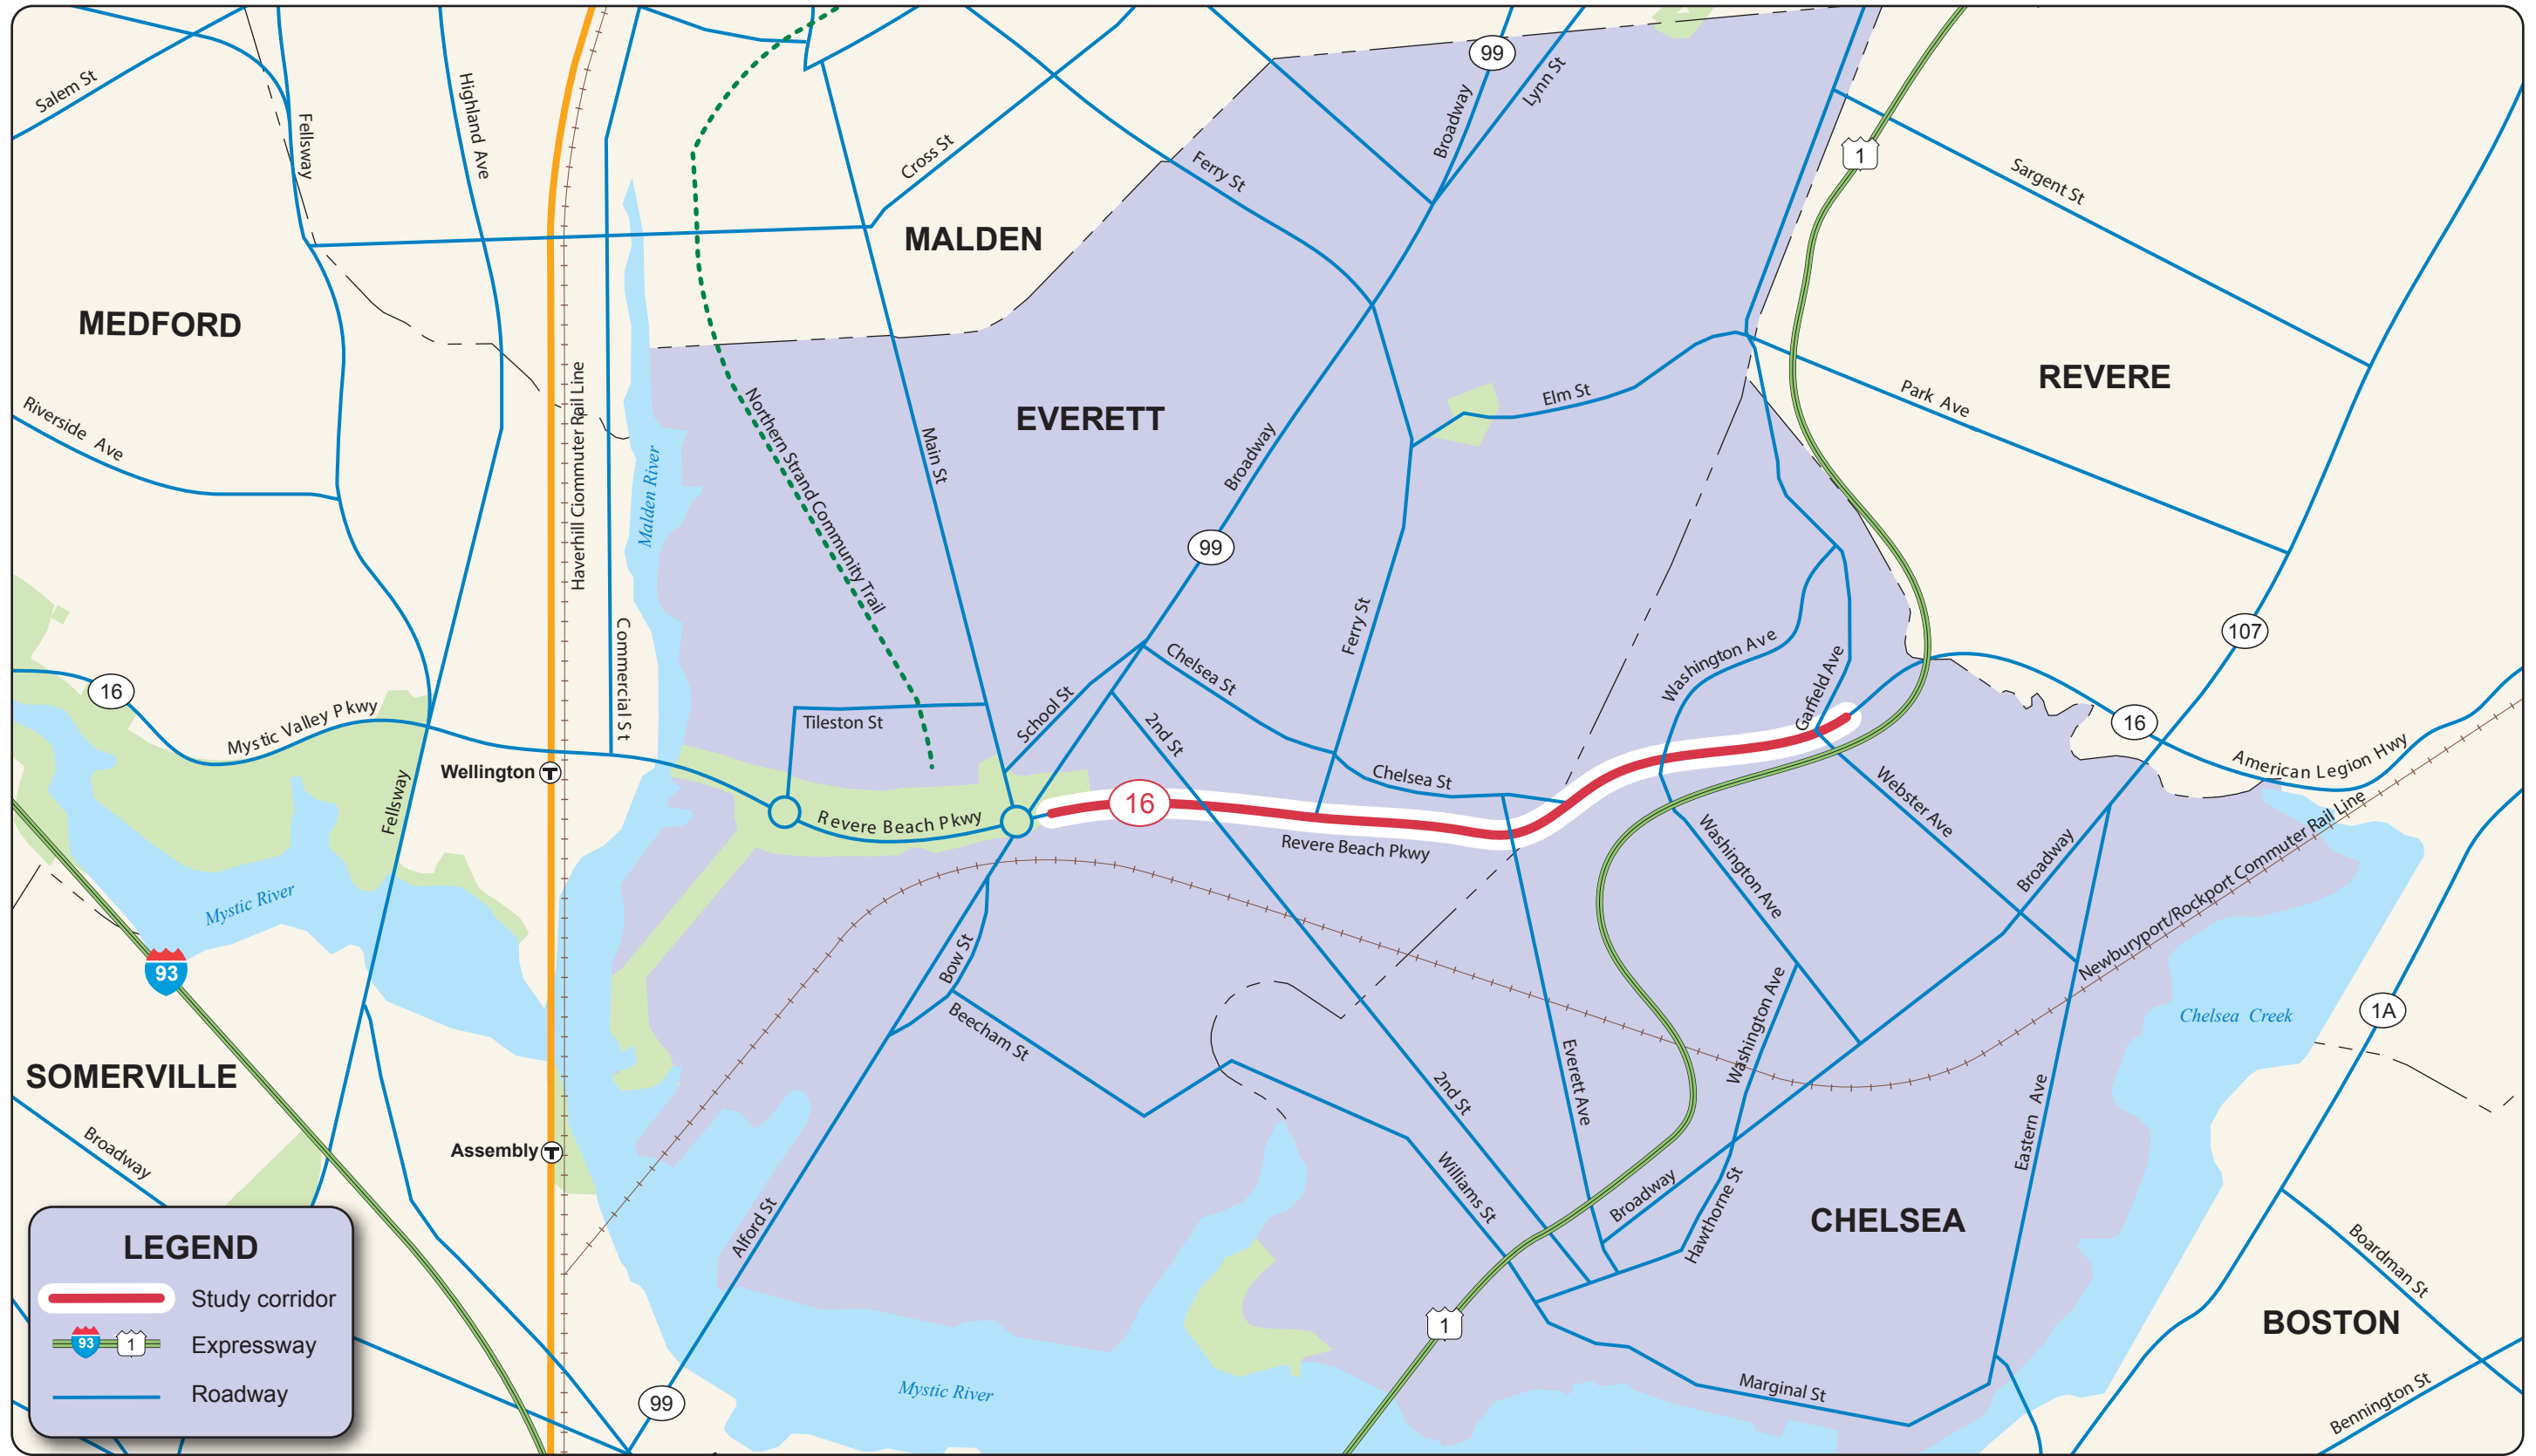 99
Salem St
Fellsway
Highland Ave
Cross St
Ferry St
Broadway
Lynn St
1
Sargent St
MALDEN
MEDFORD
EVERETT
REVERE
Riverside Ave
Haverhill Ciommuter Rail Line
Malden River
Northern Strand Community Trail
Main St
Broadway
Elm St
Park Ave
99
Commercial St
Ferry St
107
16
Mystic Valley Pkwy
Tileston St
School St
Chelsea St
2nd St
Washington Ave
Garfield Ave
16
American Legion Hwy
Wellington
T
Fellsway
Revere Beach Pkwy
16
Chelsea St
Revere Beach Pkwy
Webster Ave
Washington Ave
Broadway
Newburyport/Rockport Commuter Rail Line
Mystic River
93
Bow St
Beecham St
Washington Ave
Chelsea Creek
1A
SOMERVILLE
Broadway
Assembly
T
Alford St
2nd St
Everett Ave
Williams St
Broadway
Hawthorne St
Eastern Ave
CHELSEA
Boardman St
BOSTON
1
Marginal St
Bennington St
Mystic River
99
LEGEND
Study corridor
93 1 Expressway
Roadway